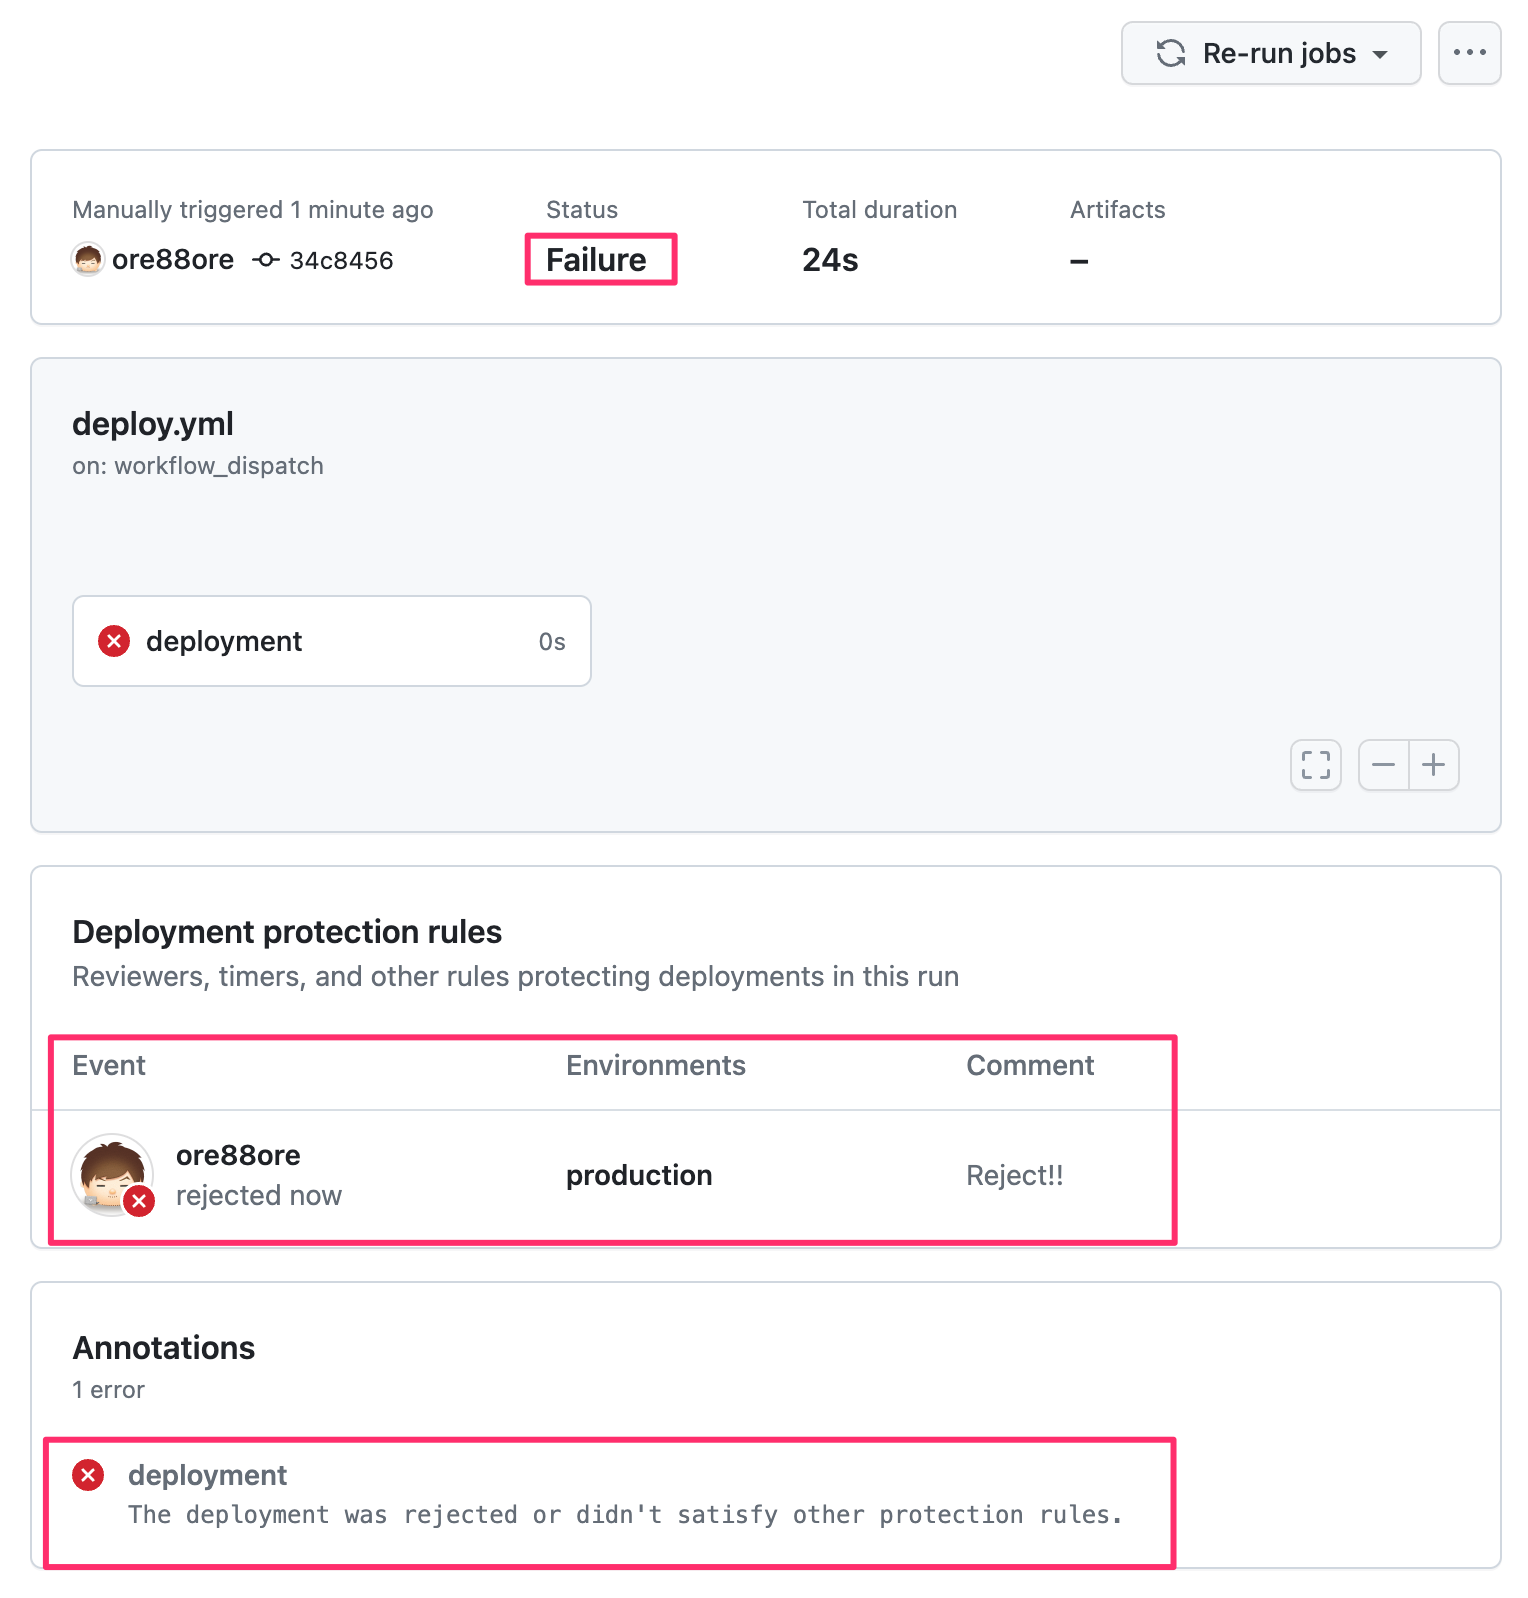 Re-run jobs
Manually triggered 1 minute ago
ore88ore 34c8456
Status
Failure
Total duration
24s
Artifacts
–
deploy.yml
on: workflow_dispatch
deployment 0s
Deployment protection rules
Reviewers, timers, and other rules protecting deployments in this run
Event Environments Comment
ore88ore
rejected now
production
Reject!!
Annotations
1 error
deployment
The deployment was rejected or didn't satisfy other protection rules.